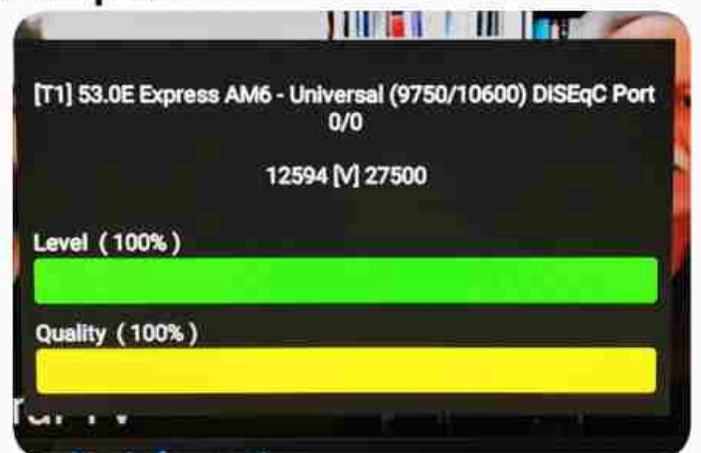 [T1] 53.0E Express AM6 - Universal (9750/10600) DiSEqC Port
0/0
12594 [V] 27500
Level ( 100% )
Quality ( 100% )